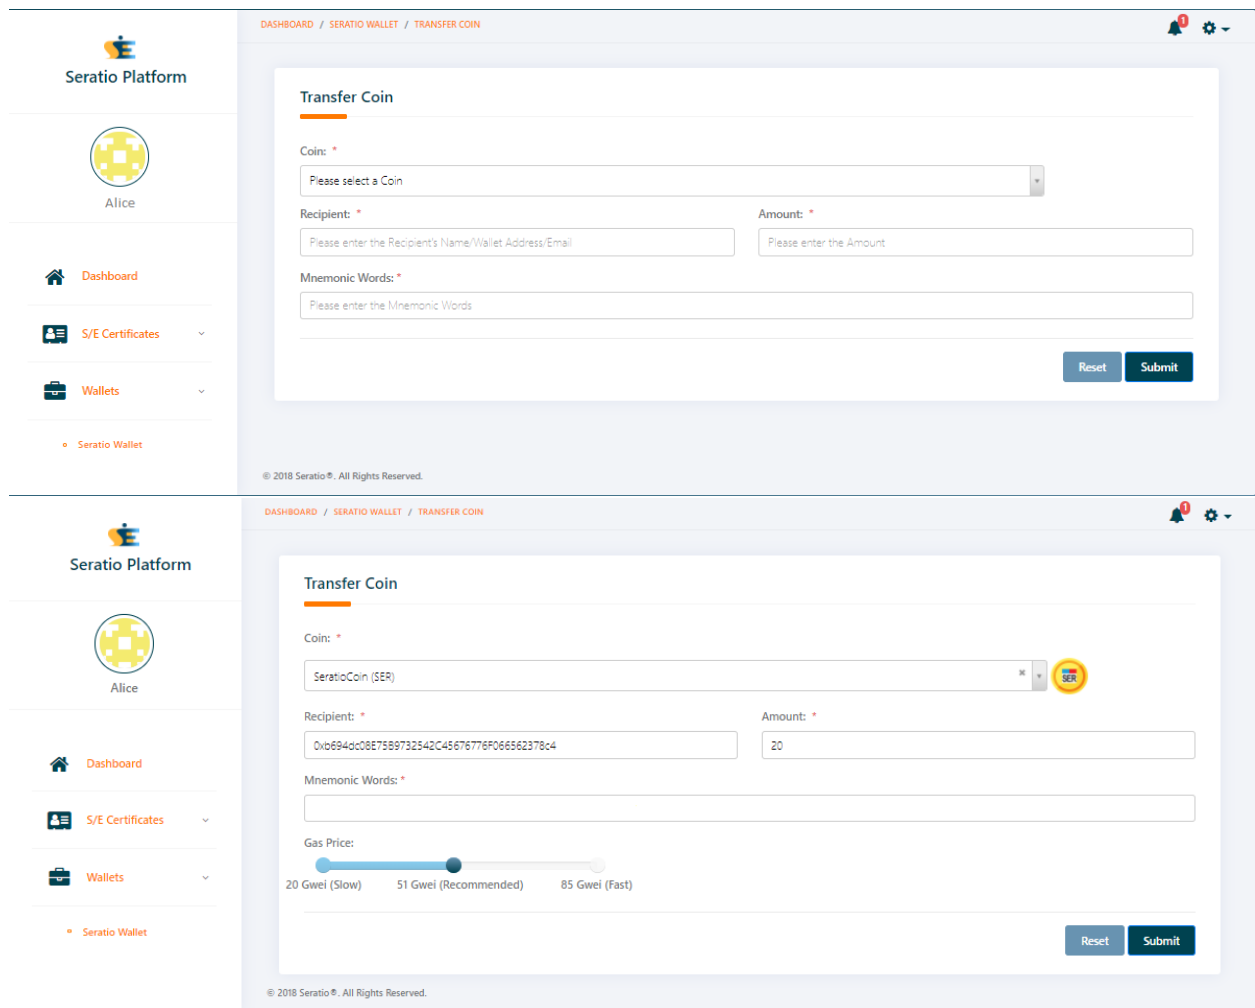 DASHBOARD / SERATIO WALLET / TRANSFER COIN
1
Seratio Platform
Alice
Dashboard
S/E Certificates
Wallets
Seratio Wallet
Transfer Coin
Coin: *
Please select a Coin
Recipient: * Amount: *
Please enter the Recipient's Name/Wallet Address/Email Please enter the Amount
Mnemonic Words: *
Please enter the Mnemonic Words
Reset Submit
© 2018 Seratio®. All Rights Reserved.
DASHBOARD / SERATIO WALLET / TRANSFER COIN
1
Seratio Platform
Alice
Dashboard
S/E Certificates
Wallets
Seratio Wallet
Transfer Coin
Coin: *
SeratioCoin (SER)
SER
Recipient: * Amount: *
0xb694dc08E75B9732542C45676776F066562378c4 20
Mnemonic Words: *
Gas Price:
20 Gwei (Slow) 51 Gwei (Recommended) 85 Gwei (Fast)
Reset Submit
© 2018 Seratio®. All Rights Reserved.